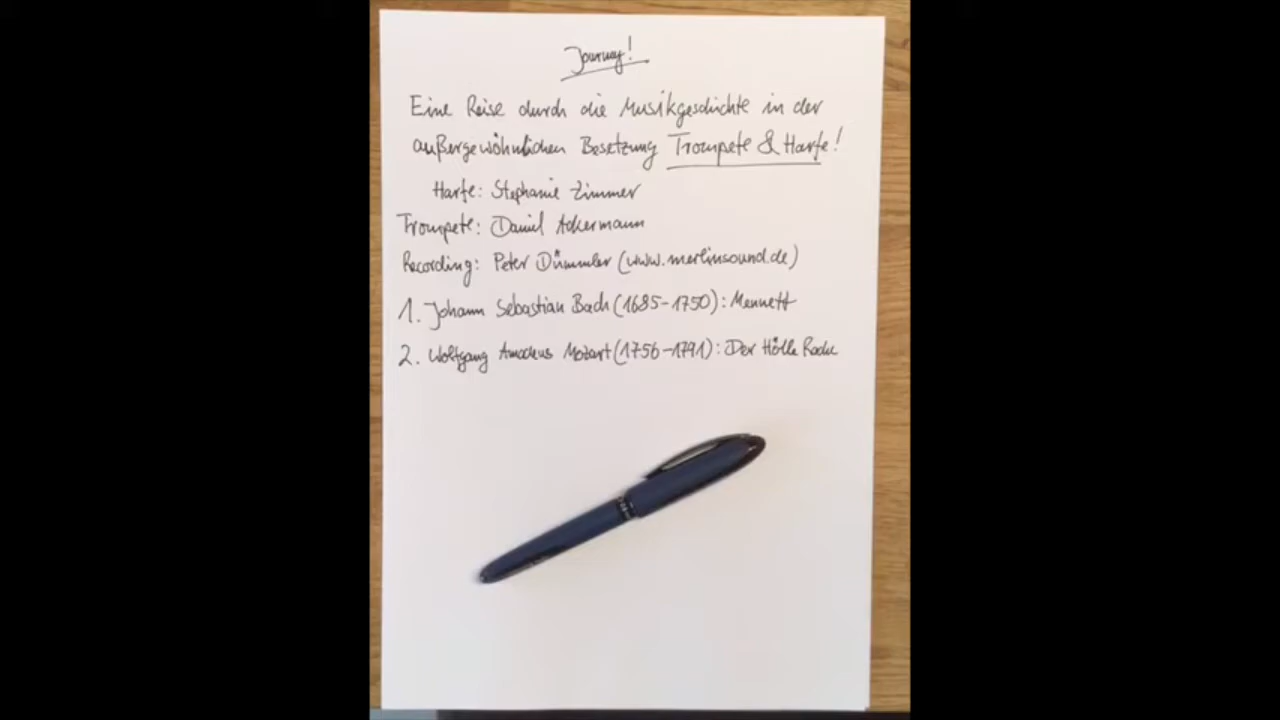 Journey!
Eine Reise durch die Musikgeschichte in der
außergewöhnlichen Besetzung Trompete & Harfe!
Harfe: Stephanie Zimmer
Trompete: Daniel Ackermann
Recording: Peter Dümmler (www.merlinsound.de)
1. Johann Sebastian Bach (1685-1750): Menuett
2. Wolfgang Amadeus Mozart (1756-1791): Der Hölle Rache